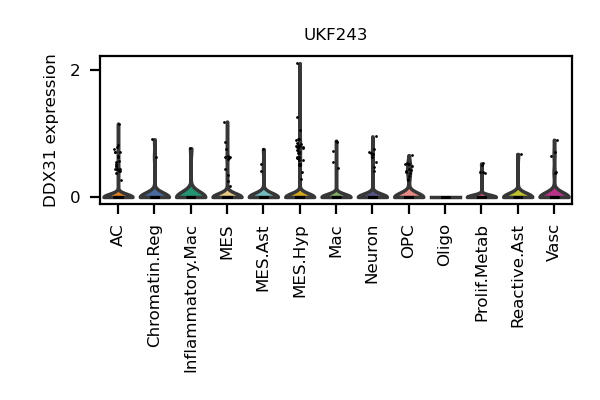 UKF243
DDX31 expression
2
0
AC
Chromatin.Reg
Inflammatory.Mac
MES
MES.Ast
MES.Hyp
Mac
Neuron
OPC
Oligo
Prolif.Metab
Reactive.Ast
Vasc